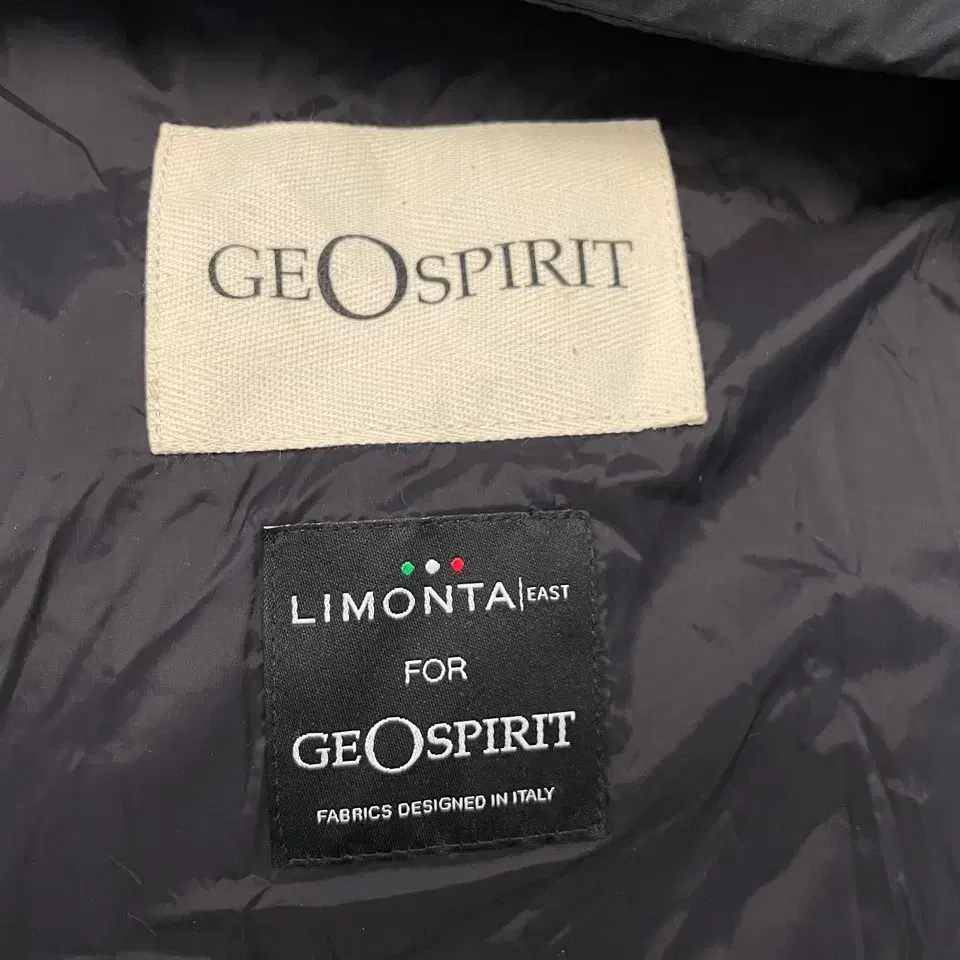 GEOSPIRIT
LIMONTA|EAST
FOR
GEOSPIRIT
FABRICS DESIGNED IN ITALY